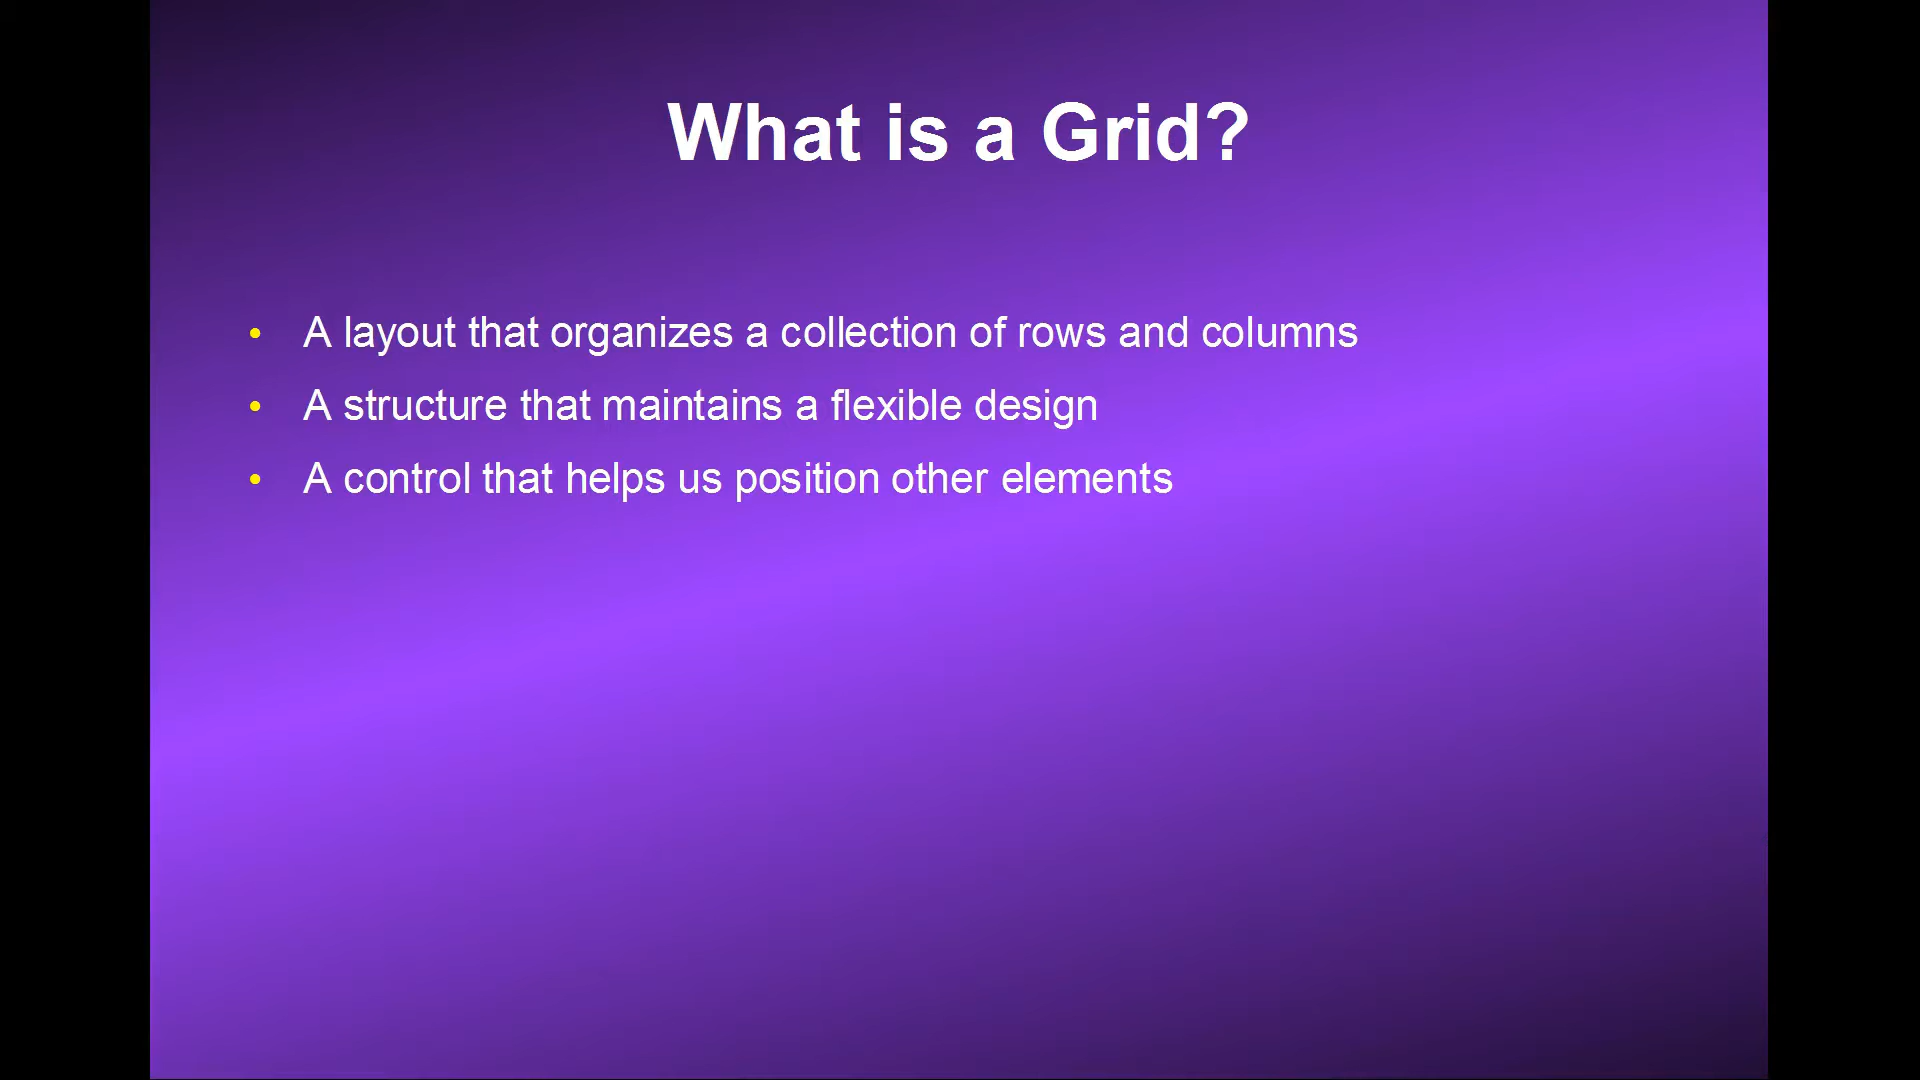 What is a Grid?
• A layout that organizes a collection of rows and columns
• A structure that maintains a flexible design
• A control that helps us position other elements